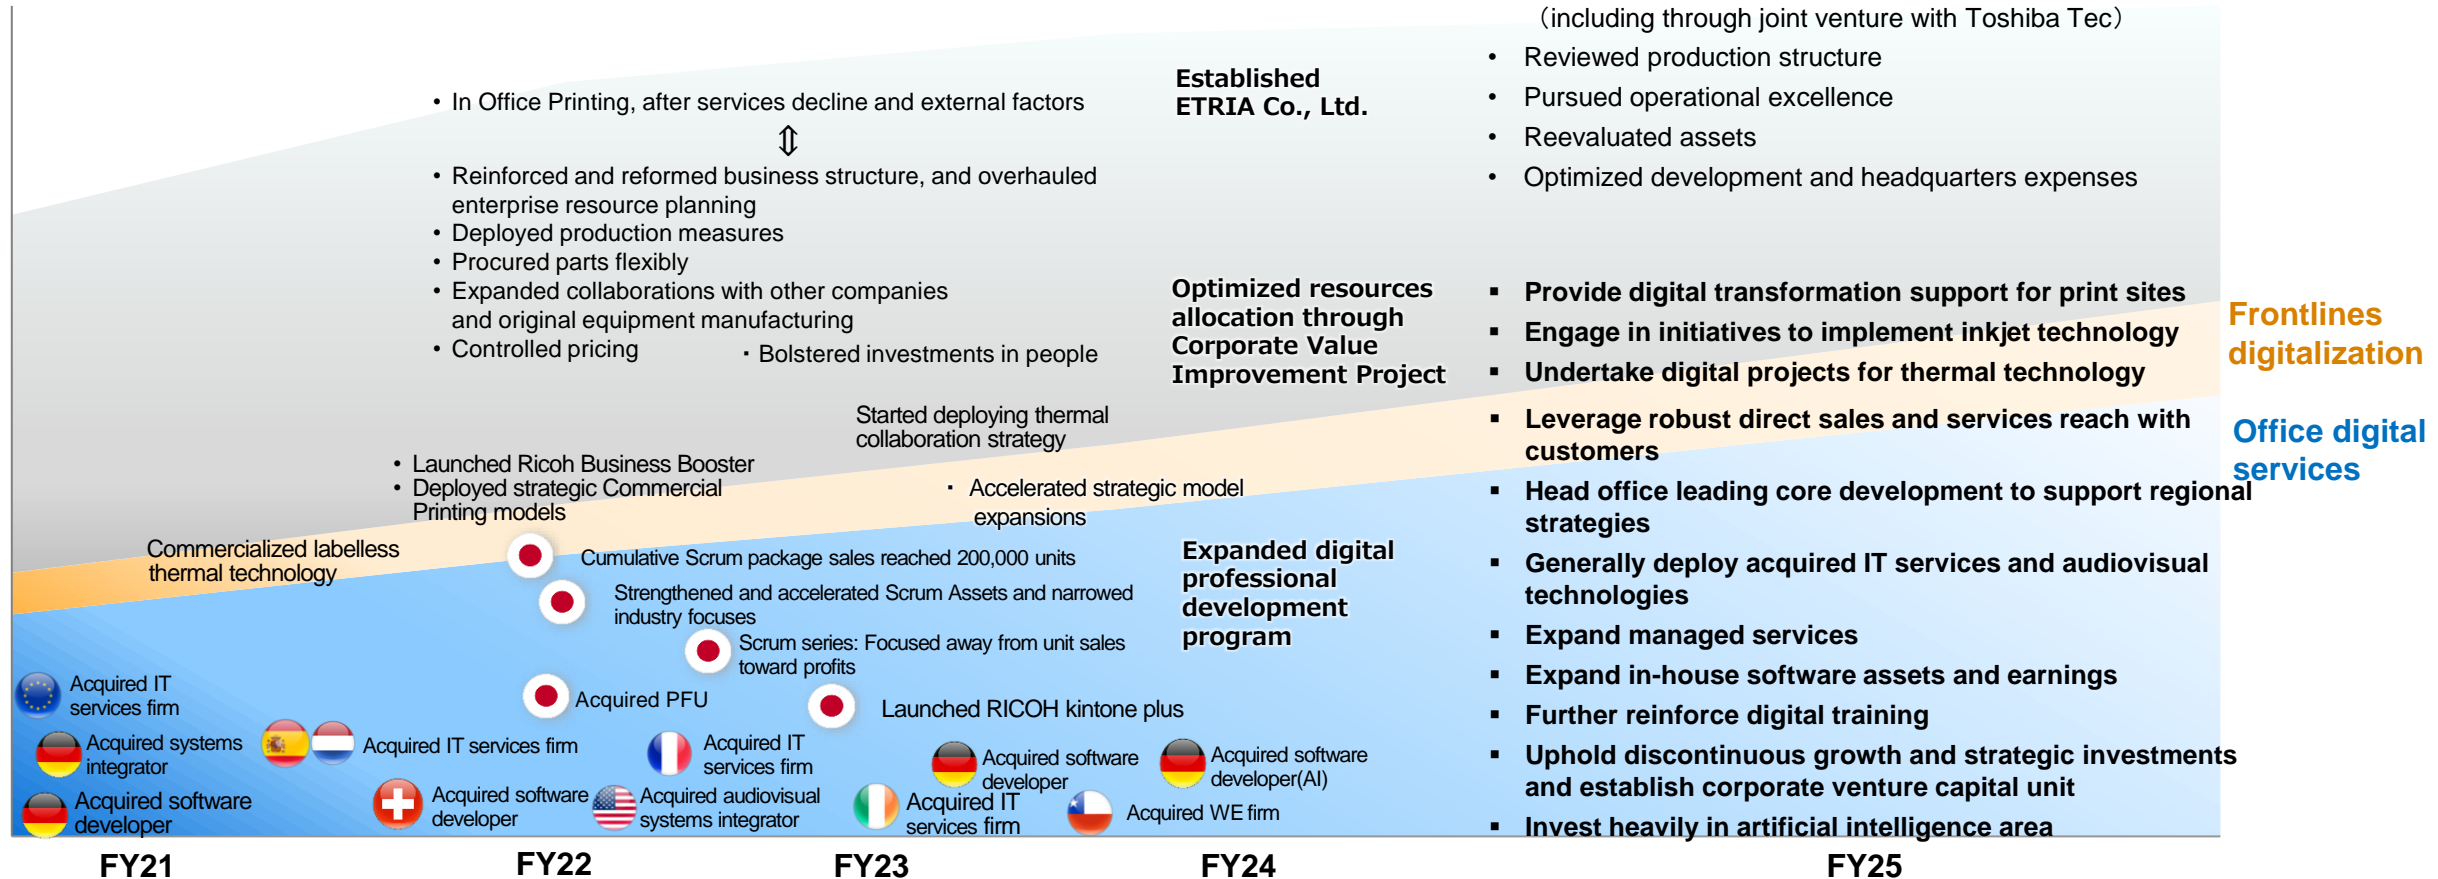 （including through joint venture with Toshiba Tec）
• Reviewed production structure
• Pursued operational excellence
• Reevaluated assets
• Optimized development and headquarters expenses
Established
ETRIA Co., Ltd.
• In Office Printing, after services decline and external factors
⇕
• Reinforced and reformed business structure, and overhauled
enterprise resource planning
• Deployed production measures
• Procured parts flexibly
• Expanded collaborations with other companies
and original equipment manufacturing
• Controlled pricing
・Bolstered investments in people
Optimized resources
allocation through
Corporate Value
Improvement Project
▪ Provide digital transformation support for print sites
▪ Engage in initiatives to implement inkjet technology
▪ Undertake digital projects for thermal technology
Frontlines
digitalization
Started deploying thermal
collaboration strategy
• Launched Ricoh Business Booster
• Deployed strategic Commercial
Printing models
・ Accelerated strategic model
expansions
Commercialized labelless
thermal technology
▪ Leverage robust direct sales and services reach with
customers
▪ Head office leading core development to support regional
strategies
▪ Generally deploy acquired IT services and audiovisual
technologies
▪ Expand managed services
▪ Expand in-house software assets and earnings
▪ Further reinforce digital training
▪ Uphold discontinuous growth and strategic investments
and establish corporate venture capital unit
▪ Invest heavily in artificial intelligence area
Office digital
services
Cumulative Scrum package sales reached 200,000 units
Strengthened and accelerated Scrum Assets and narrowed
industry focuses
Scrum series: Focused away from unit sales
toward profits
Expanded digital
professional
development
program
Acquired IT
services firm
Acquired PFU
Launched RICOH kintone plus
Acquired systems
integrator
Acquired IT services firm
Acquired IT
services firm
Acquired software
developer
Acquired software
developer(AI)
Acquired software
developer
Acquired software
developer
Acquired audiovisual
systems integrator
Acquired IT
services firm
Acquired WE firm
FY21
FY22
FY23
FY24
FY25